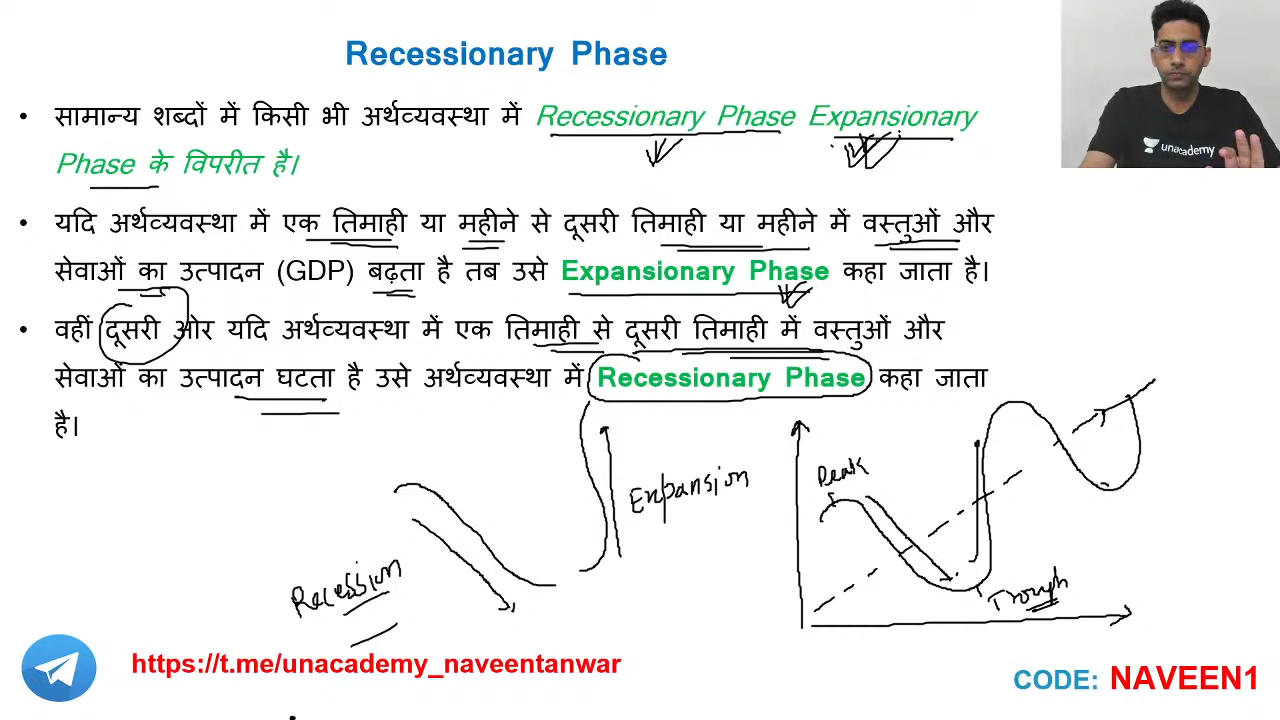 Recessionary Phase
• सामान्य शब्दों में किसी भी अर्थव्यवस्था में Recessionary Phase Expansionary
Phase के विपरीत है।
• यदि अर्थव्यवस्था में एक तिमाही या महीने से दूसरी तिमाही या महीने में वस्तुओं और
सेवाओं का उत्पादन (GDP) बढ़ता है तब उसे Expansionary Phase कहा जाता है।
• वहीं दूसरी ओर यदि अर्थव्यवस्था में एक तिमाही से दूसरी तिमाही में वस्तुओं और
सेवाओं का उत्पादन घटता है उसे अर्थव्यवस्था में Recessionary Phase कहा जाता
है।
unacademy
Recession
Expansion
Peak
Trough
https://t.me/unacademy_naveentanwar
CODE: NAVEEN1